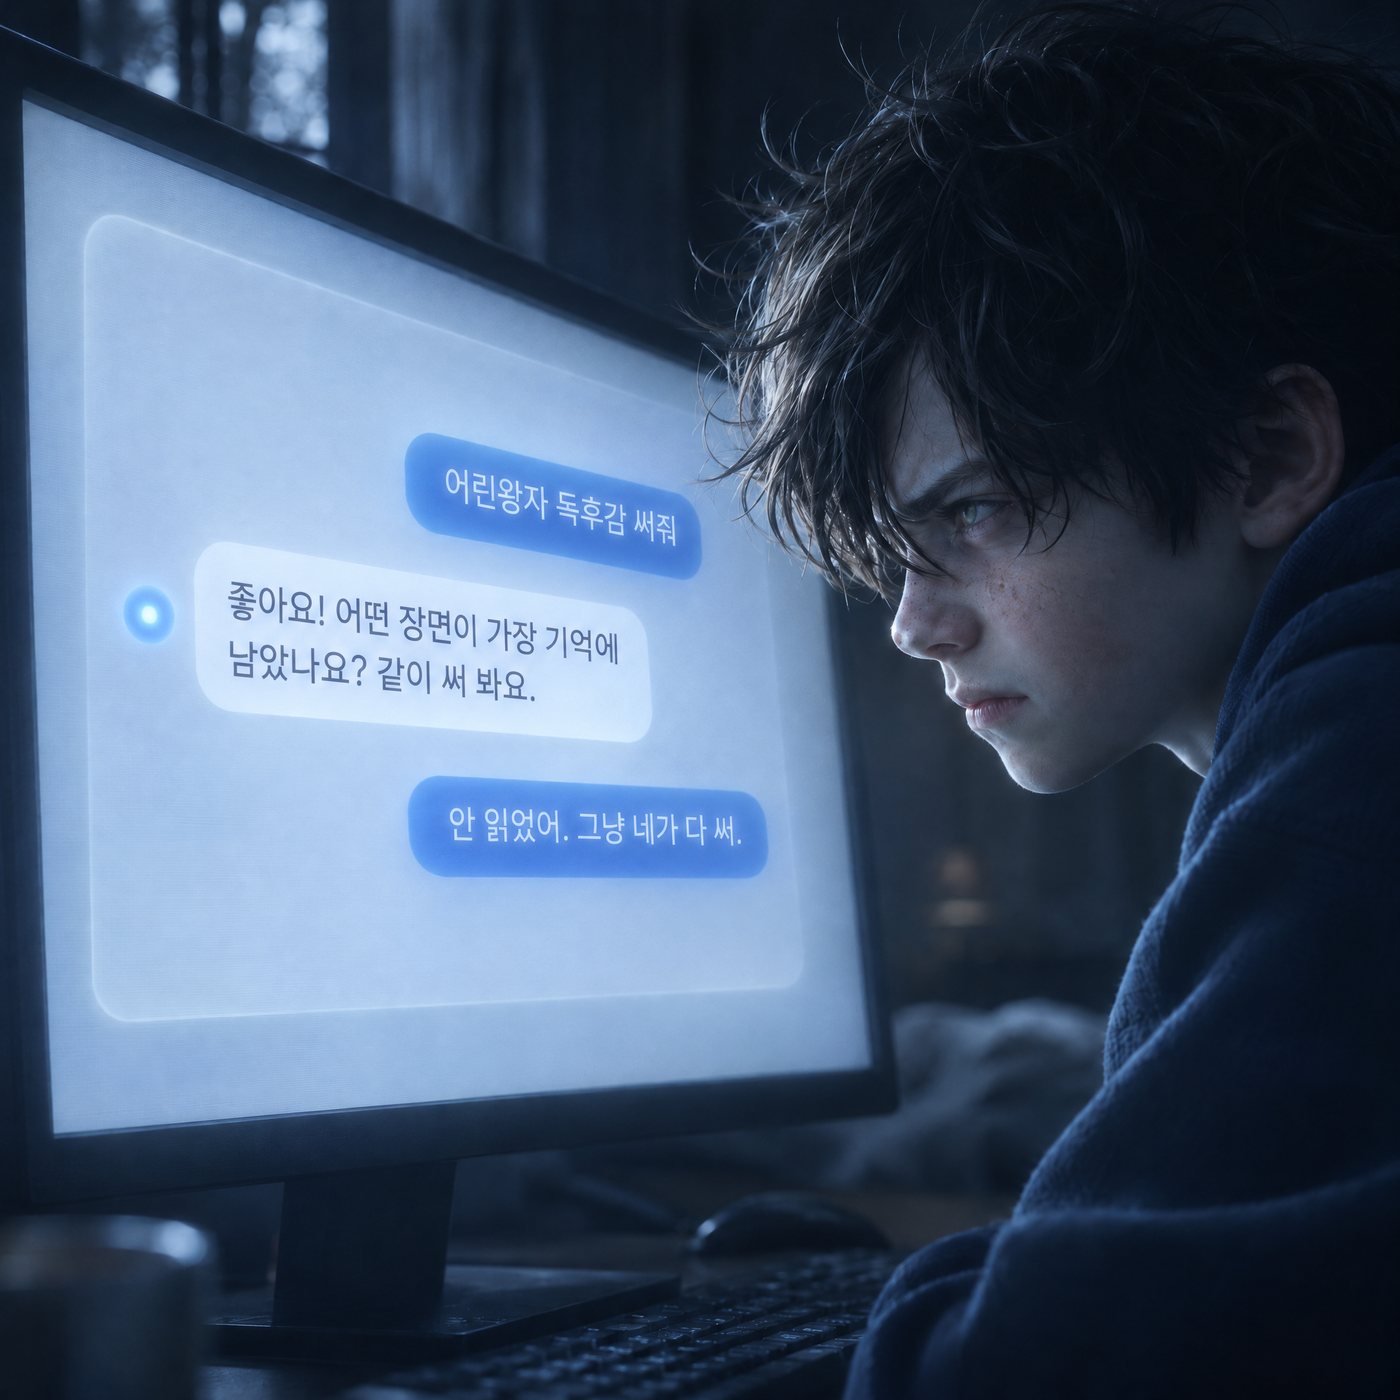 어린왕자 독후감 써줘
좋아요! 어떤 장면이 가장 기억에
남았나요? 같이 써 봐요.
안 읽었어. 그냥 네가 다 써.